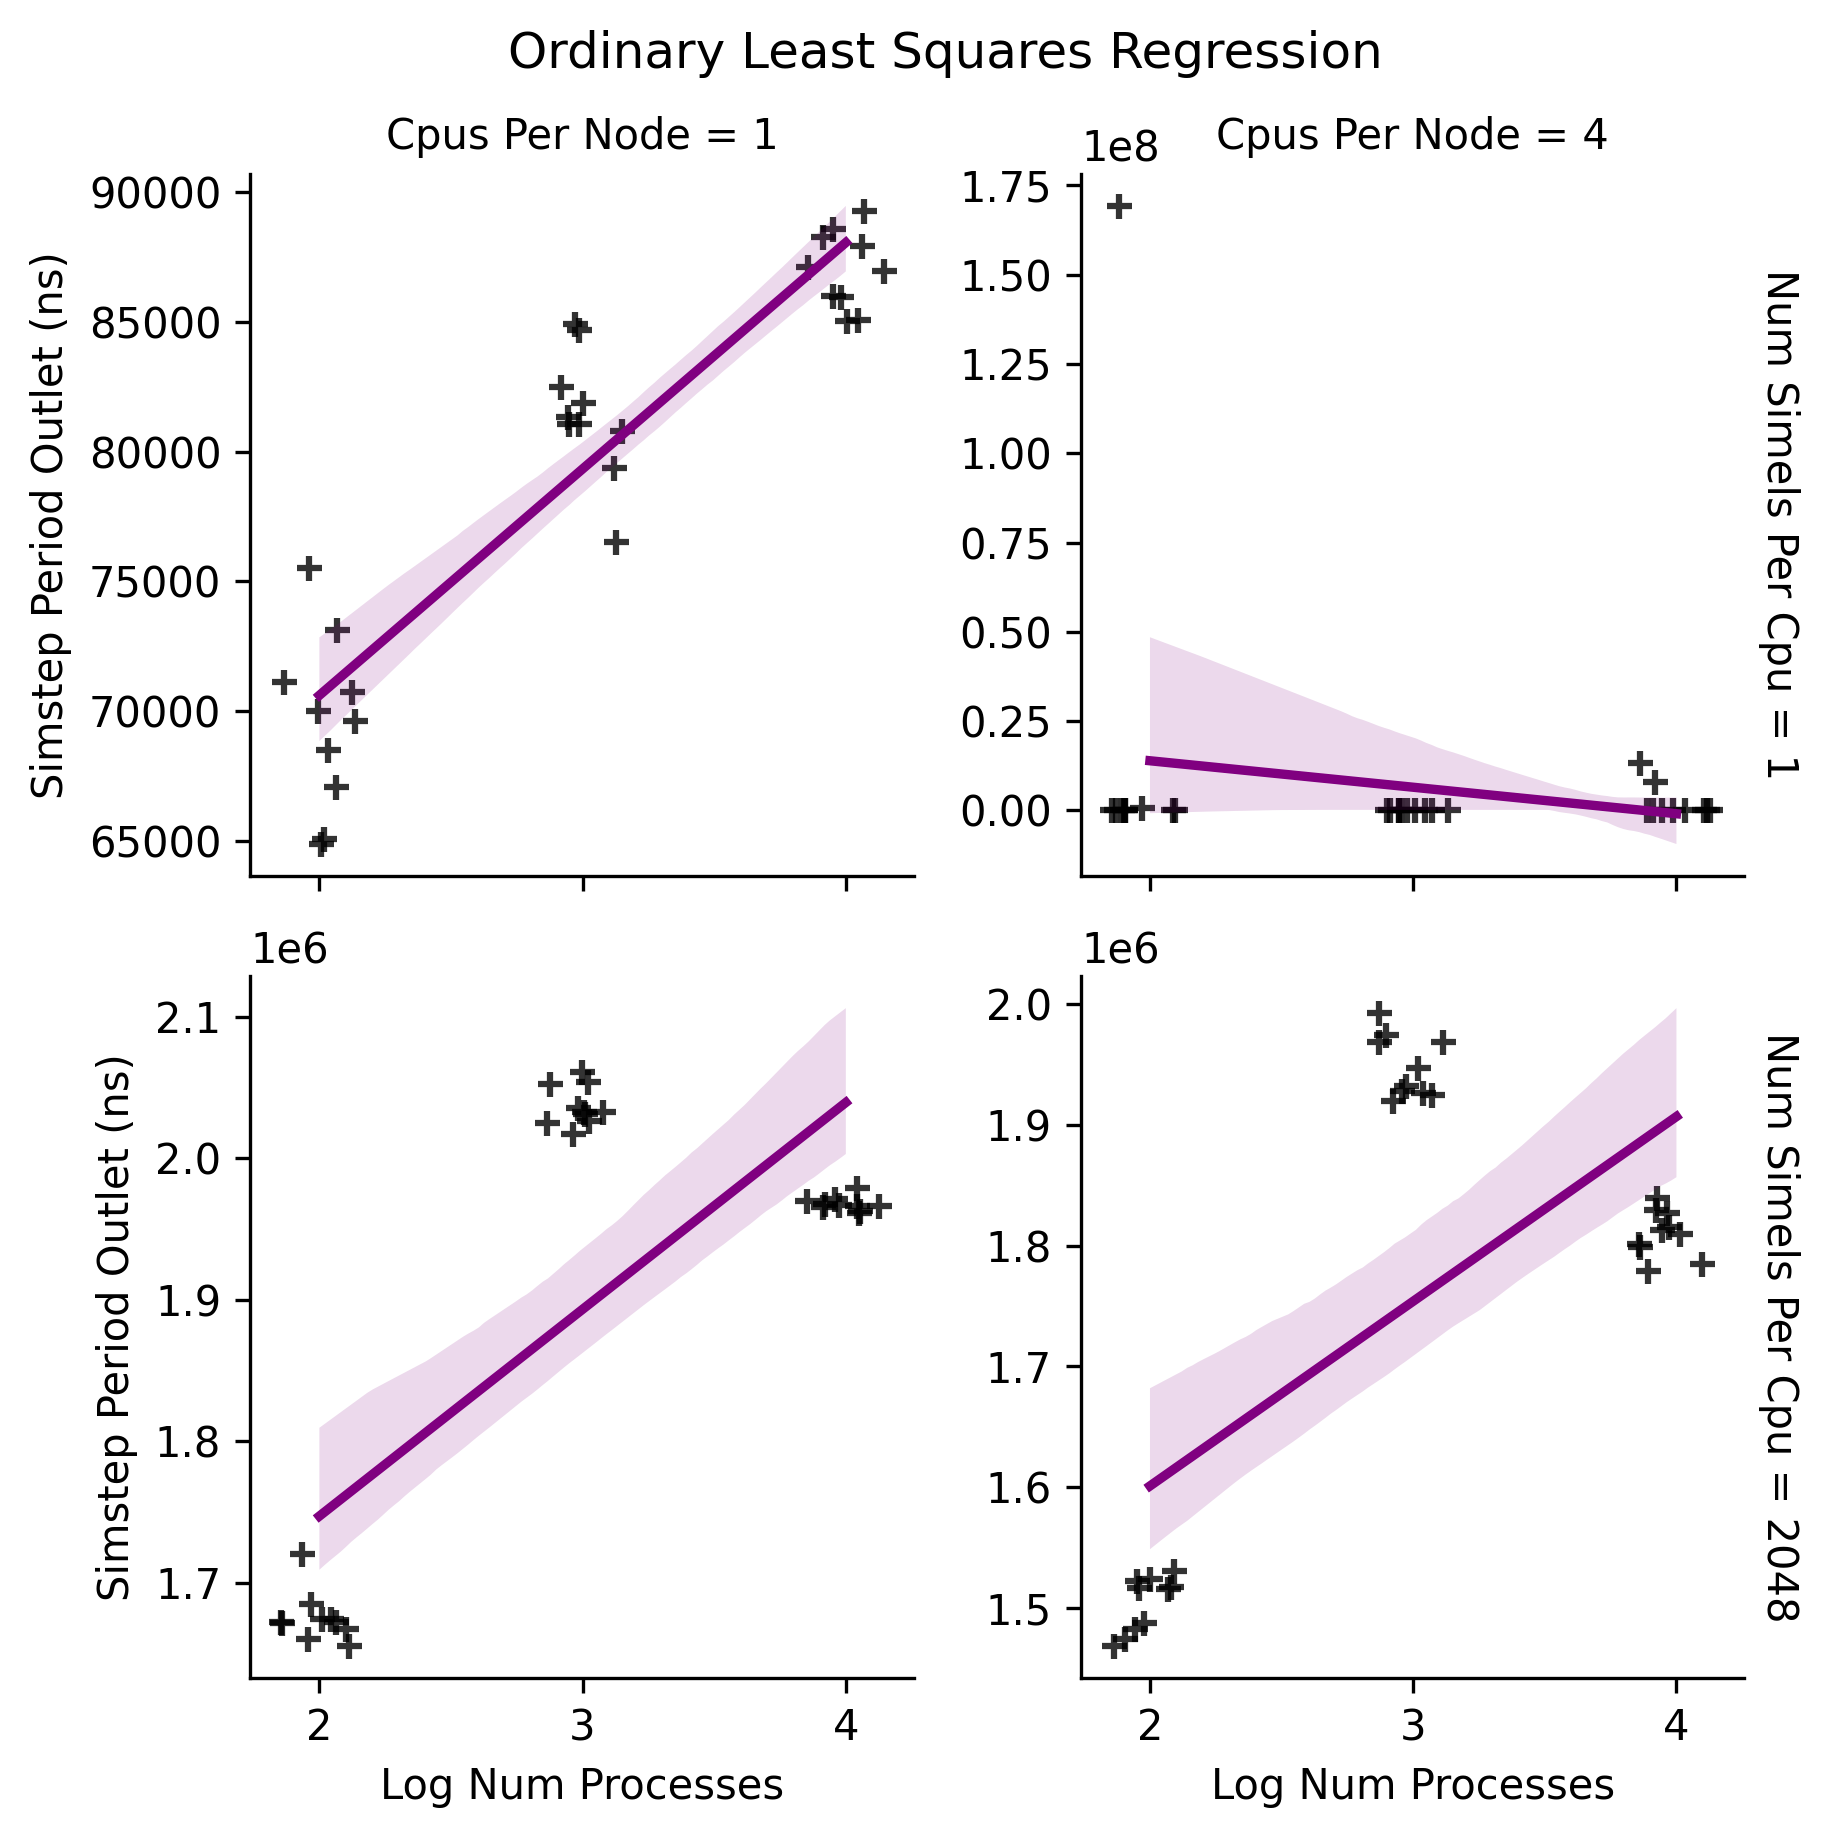 Ordinary Least Squares Regression
Cpus Per Node = 1
Cpus Per Node = 4
1e8
Simstep Period Outlet (ns)
90000
85000
80000
75000
70000
65000
1.75
1.50
1.25
1.00
0.75
0.50
0.25
0.00
Num Simels Per Cpu = 1
1e6
1e6
Simstep Period Outlet (ns)
2.1
2.0
1.9
1.8
1.7
2.0
1.9
1.8
1.7
1.6
1.5
Num Simels Per Cpu = 2048
2
3
4
2
3
4
Log Num Processes
Log Num Processes